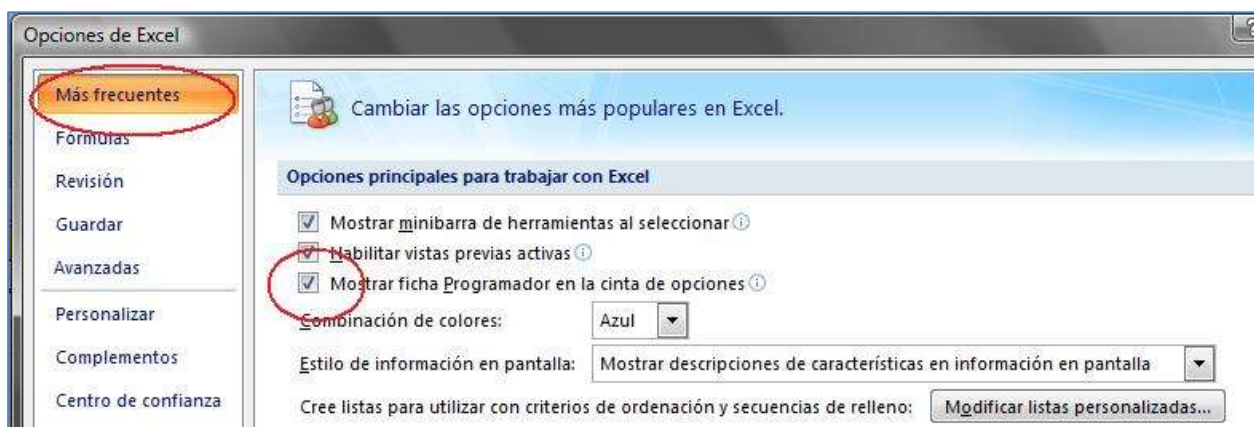 Opciones de Excel
Más frecuentes
Fórmulas
Revisión
Guardar
Avanzadas
Personalizar
Complementos
Centro de confianza
Cambiar las opciones más populares en Excel.
Opciones principales para trabajar con Excel
Mostrar minibarra de herramientas al seleccionar
Habilitar vistas previas activas
Mostrar ficha Programador en la cinta de opciones
Combinación de colores: Azul
Estilo de información en pantalla: Mostrar descripciones de características en información en pantalla
Cree listas para utilizar con criterios de ordenación y secuencias de relleno: Modificar listas personalizadas...